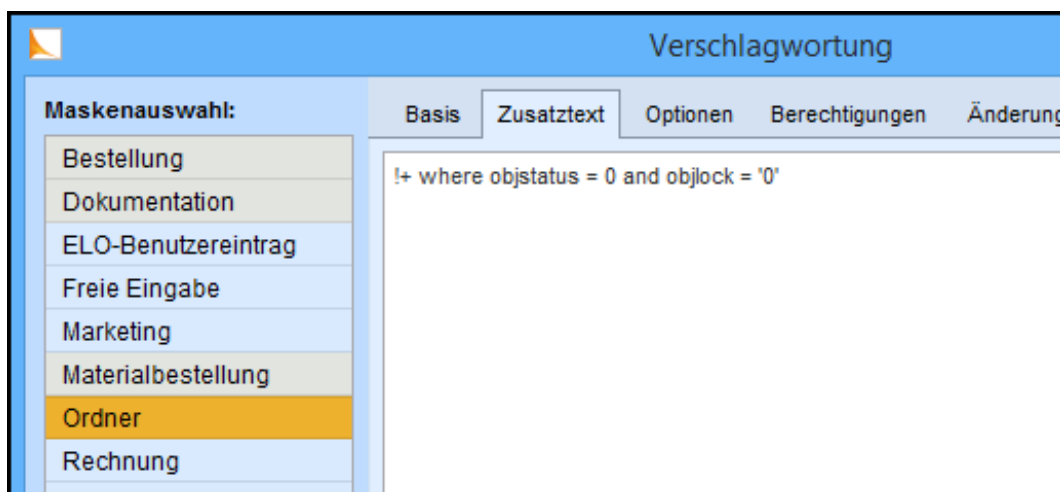 Verschlagwortung
Maskenauswahl:
Basis Zusatztext Optionen Berechtigungen Änderung
Bestellung
!+ where objstatus = 0 and objlock = '0'
Dokumentation
ELO-Benutzereintrag
Freie Eingabe
Marketing
Materialbestellung
Ordner
Rechnung